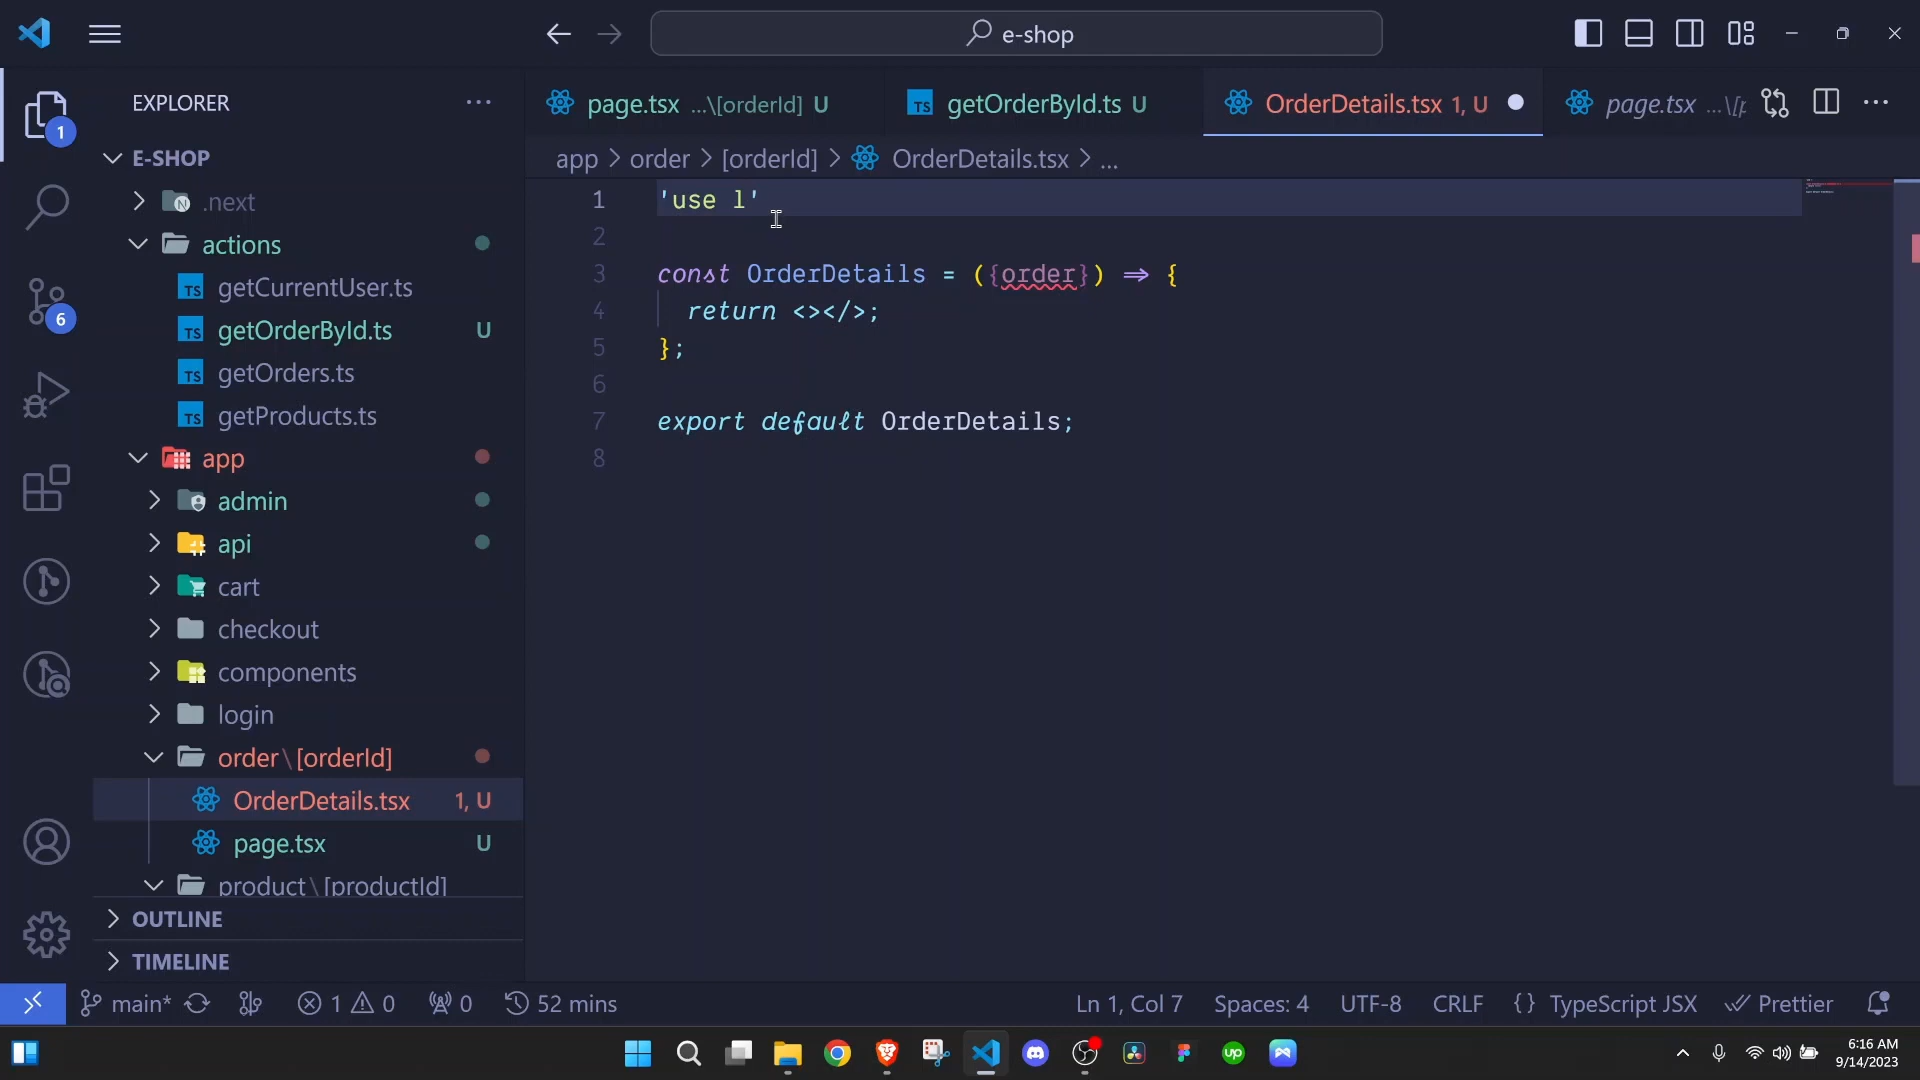 e-shop
EXPLORER
page.tsx ...\[orderId] U
getOrderById.ts U
OrderDetails.tsx 1, U
page.tsx ...\[p
app > order > [orderId] > OrderDetails.tsx > ...
1
6
E-SHOP
.next
actions
getCurrentUser.ts
getOrderById.ts U
getOrders.ts
getProducts.ts
app
admin
api
cart
checkout
components
login
order\[orderId]
OrderDetails.tsx 1, U
page.tsx U
product\[productId]
OUTLINE
TIMELINE
1 'use l'
2
3 const OrderDetails = ({order}) => {
4 return <></>;
5 };
6
7 export default OrderDetails;
8
main* 1 0 0 52 mins
Ln 1, Col 7 Spaces: 4 UTF-8 CRLF {} TypeScript JSX Prettier
6:16 AM
9/14/2023